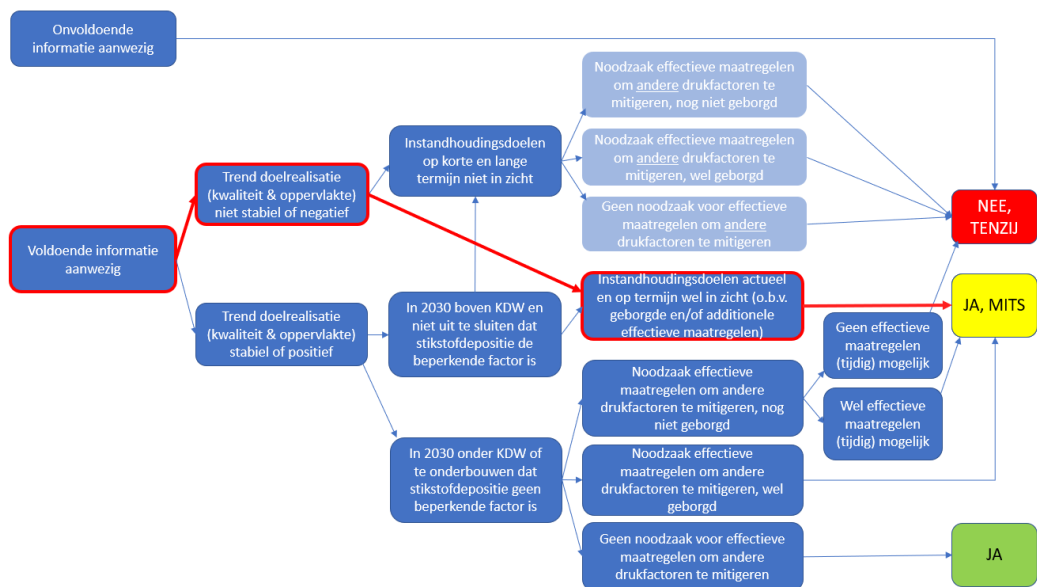 Onvoldoende
informatie aanwezig
Noodzaak effectieve maatregelen
om andere drukfactoren te
mitigeren, nog niet geborgd
Instandhoudingsdoelen
op korte en lange
termijn niet in zicht
Noodzaak effectieve maatregelen
om andere drukfactoren te
mitigeren, wel geborgd
Trend doelrealisatie
(kwaliteit & oppervlakte)
niet stabiel of negatief
Geen noodzaak voor effectieve
maatregelen om andere
drukfactoren te mitigeren
NEE,
TENZIJ
Voldoende informatie
aanwezig
Instandhoudingsdoelen actueel
en op termijn wel in zicht (o.b.v.
geborgde en/of additionele
effectieve maatregelen)
JA, MITS
Trend doelrealisatie
(kwaliteit & oppervlakte)
stabiel of positief
In 2030 boven KDW en
niet uit te sluiten dat
stikstofdepositie de
beperkende factor is
Geen effectieve
maatregelen
(tijdig) mogelijk
Noodzaak effectieve
maatregelen om andere
drukfactoren te mitigeren, nog
niet geborgd
Wel effectieve
maatregelen
(tijdig) mogelijk
In 2030 onder KDW of
te onderbouwen dat
stikstofdepositie geen
beperkende factor is
Noodzaak effectieve
maatregelen om andere
drukfactoren te mitigeren, wel
geborgd
Geen noodzaak voor effectieve
maatregelen om andere
drukfactoren te mitigeren
JA